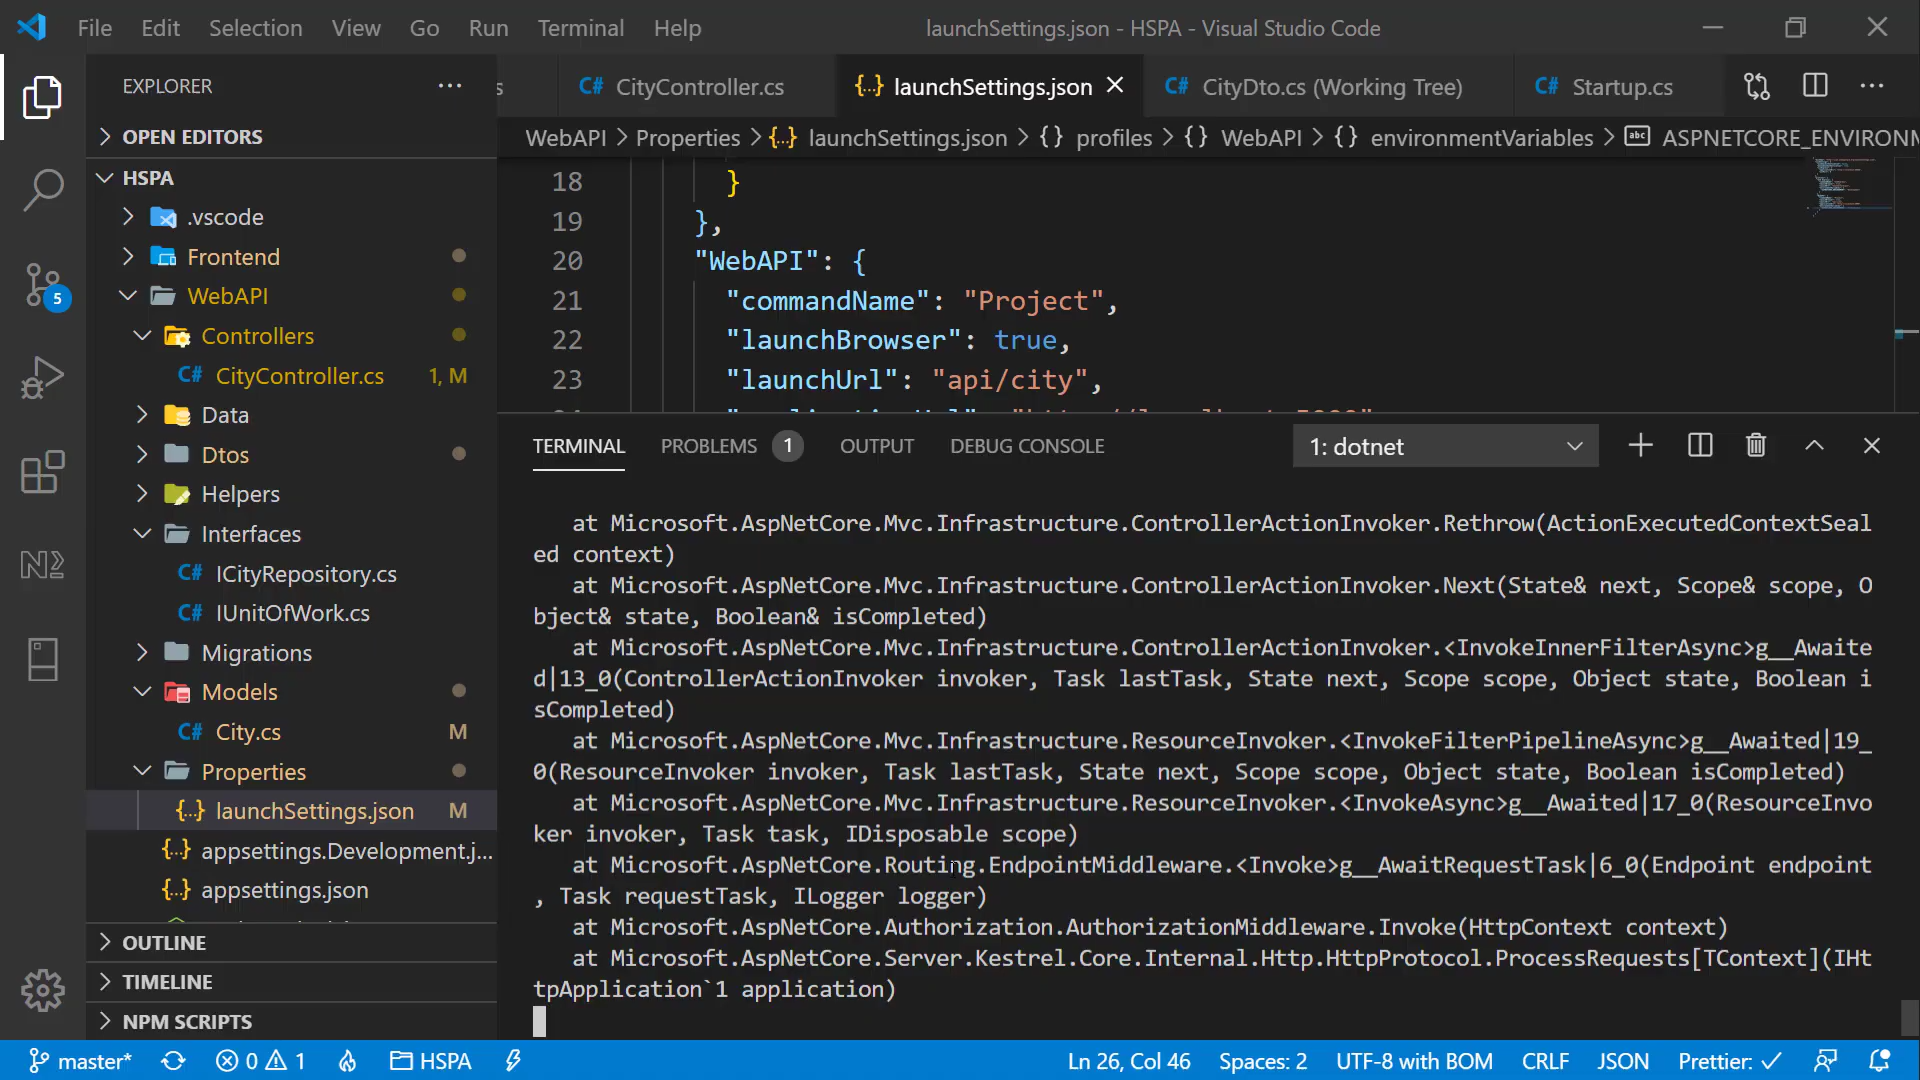 File Edit Selection View Go Run Terminal Help
launchSettings.json - HSPA - Visual Studio Code
EXPLORER
s
CityController.cs
launchSettings.json
CityDto.cs (Working Tree)
Startup.cs
OPEN EDITORS
WebAPI > Properties > {..} launchSettings.json > {} profiles > {} WebAPI > {} environmentVariables > abc ASPNETCORE_ENVIRONM
HSPA
.vscode
Frontend
WebAPI
Controllers
C# CityController.cs 1, M
Data
Dtos
Helpers
Interfaces
C# ICityRepository.cs
C# IUnitOfWork.cs
Migrations
Models
C# City.cs M
Properties
{..} launchSettings.json M
{..} appsettings.Development.j...
{..} appsettings.json
OUTLINE
TIMELINE
NPM SCRIPTS
18 }
19 },
20 "WebAPI": {
21 "commandName": "Project",
22 "launchBrowser": true,
23 "launchUrl": "api/city",
TERMINAL PROBLEMS 1 OUTPUT DEBUG CONSOLE
1: dotnet
at Microsoft.AspNetCore.Mvc.Infrastructure.ControllerActionInvoker.Rethrow(ActionExecutedContextSeal
ed context)
at Microsoft.AspNetCore.Mvc.Infrastructure.ControllerActionInvoker.Next(State& next, Scope& scope, O
bject& state, Boolean& isCompleted)
at Microsoft.AspNetCore.Mvc.Infrastructure.ControllerActionInvoker.<InvokeInnerFilterAsync>g__Awaite
d|13_0(ControllerActionInvoker invoker, Task lastTask, State next, Scope scope, Object state, Boolean i
sCompleted)
at Microsoft.AspNetCore.Mvc.Infrastructure.ResourceInvoker.<InvokeFilterPipelineAsync>g__Awaited|19_
0(ResourceInvoker invoker, Task lastTask, State next, Scope scope, Object state, Boolean isCompleted)
at Microsoft.AspNetCore.Mvc.Infrastructure.ResourceInvoker.<InvokeAsync>g__Awaited|17_0(ResourceInvo
ker invoker, Task task, IDisposable scope)
at Microsoft.AspNetCore.Routing.EndpointMiddleware.<Invoke>g__AwaitRequestTask|6_0(Endpoint endpoint
, Task requestTask, ILogger logger)
at Microsoft.AspNetCore.Authorization.AuthorizationMiddleware.Invoke(HttpContext context)
at Microsoft.AspNetCore.Server.Kestrel.Core.Internal.Http.HttpProtocol.ProcessRequests[TContext](IHt
tpApplication`1 application)
5
master* 0 1 HSPA
Ln 26, Col 46 Spaces: 2 UTF-8 with BOM CRLF JSON Prettier: ✓